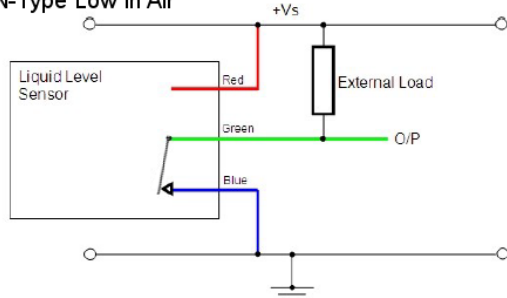 N-Type Low in Air
+Vs
Liquid Level
Sensor
Red
External Load
Green
O/P
Blue